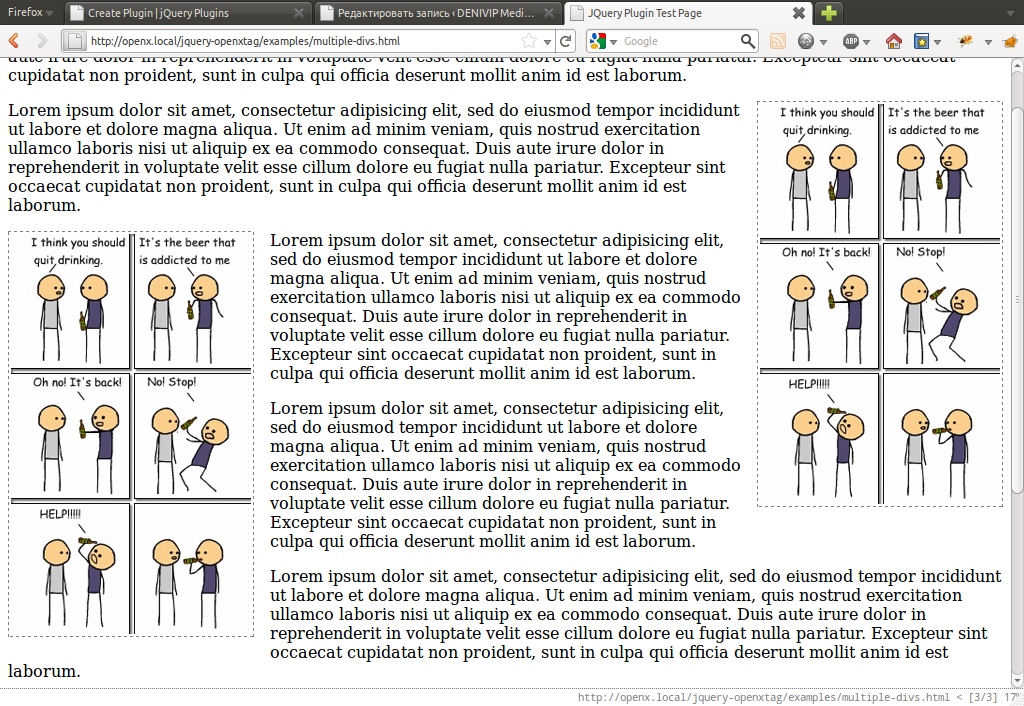 Firefox
Create Plugin | jQuery Plugins
Редактировать запись ‹ DENIVIP Medi...
JQuery Plugin Test Page
http://openx.local/jquery-openxtag/examples/multiple-divs.html
Google
ABP
aute irure dolor in reprehenderit in voluptate velit esse cillum dolore eu fugiat nulla pariatur. Excepteur sint occaecat
cupidatat non proident, sunt in culpa qui officia deserunt mollit anim id est laborum.
Lorem ipsum dolor sit amet, consectetur adipisicing elit, sed do eiusmod tempor incididunt
ut labore et dolore magna aliqua. Ut enim ad minim veniam, quis nostrud exercitation
ullamco laboris nisi ut aliquip ex ea commodo consequat. Duis aute irure dolor in
reprehenderit in voluptate velit esse cillum dolore eu fugiat nulla pariatur. Excepteur sint
occaecat cupidatat non proident, sunt in culpa qui officia deserunt mollit anim id est
laborum.
I think you should
quit drinking.
It's the beer that
is addicted to me
Oh no! It's back!
No! Stop!
HELP!!!!!
I think you should
quit drinking.
It's the beer that
is addicted to me
Oh no! It's back!
No! Stop!
HELP!!!!!
Lorem ipsum dolor sit amet, consectetur adipisicing elit,
sed do eiusmod tempor incididunt ut labore et dolore
magna aliqua. Ut enim ad minim veniam, quis nostrud
exercitation ullamco laboris nisi ut aliquip ex ea commodo
consequat. Duis aute irure dolor in reprehenderit in
voluptate velit esse cillum dolore eu fugiat nulla pariatur.
Excepteur sint occaecat cupidatat non proident, sunt in
culpa qui officia deserunt mollit anim id est laborum.
Lorem ipsum dolor sit amet, consectetur adipisicing elit,
sed do eiusmod tempor incididunt ut labore et dolore
magna aliqua. Ut enim ad minim veniam, quis nostrud
exercitation ullamco laboris nisi ut aliquip ex ea commodo
consequat. Duis aute irure dolor in reprehenderit in
voluptate velit esse cillum dolore eu fugiat nulla pariatur.
Excepteur sint occaecat cupidatat non proident, sunt in
culpa qui officia deserunt mollit anim id est laborum.
Lorem ipsum dolor sit amet, consectetur adipisicing elit, sed do eiusmod tempor incididunt
ut labore et dolore magna aliqua. Ut enim ad minim veniam, quis nostrud exercitation
ullamco laboris nisi ut aliquip ex ea commodo consequat. Duis aute irure dolor in
reprehenderit in voluptate velit esse cillum dolore eu fugiat nulla pariatur. Excepteur sint
occaecat cupidatat non proident, sunt in culpa qui officia deserunt mollit anim id est
laborum.
http://openx.local/jquery-openxtag/examples/multiple-divs.html < [3/3] 17%